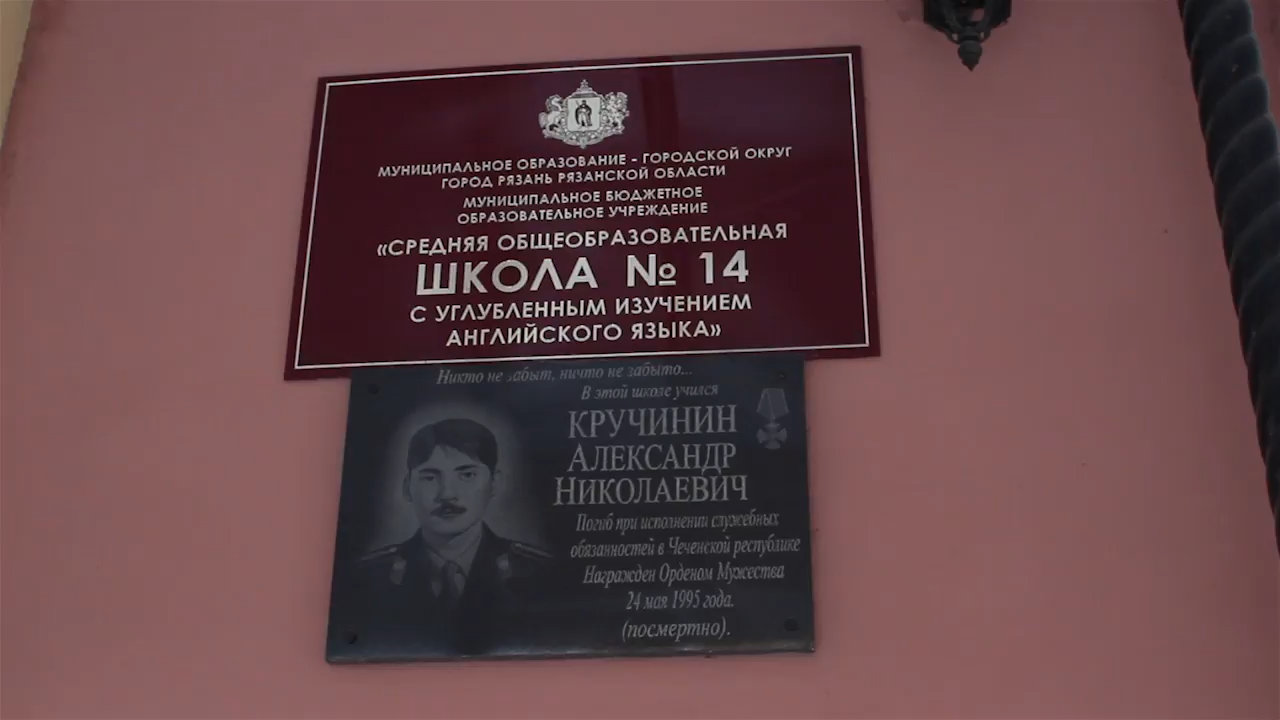 МУНИЦИПАЛЬНОЕ ОБРАЗОВАНИЕ - ГОРОДСКОЙ ОКРУГ
ГОРОД РЯЗАНЬ РЯЗАНСКОЙ ОБЛАСТИ
МУНИЦИПАЛЬНОЕ БЮДЖЕТНОЕ
ОБРАЗОВАТЕЛЬНОЕ УЧРЕЖДЕНИЕ
«СРЕДНЯЯ ОБЩЕОБРАЗОВАТЕЛЬНАЯ
ШКОЛА № 14
С УГЛУБЛЕННЫМ ИЗУЧЕНИЕМ
АНГЛИЙСКОГО ЯЗЫКА»
Никто не забыт, ничто не забыто...
В этой школе учился
КРУЧИНИН
АЛЕКСАНДР
НИКОЛАЕВИЧ
Погиб при исполнении служебных
обязанностей в Чеченской республике
Награжден Орденом Мужества
24 мая 1995 года.
(посмертно).